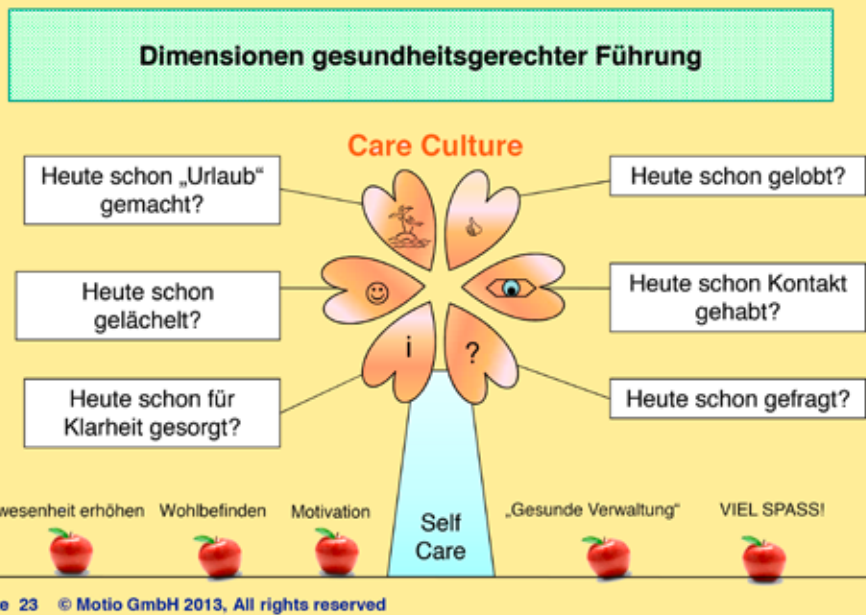 Dimensionen gesundheitsgerechter Führung
Care Culture
Heute schon „Urlaub“
gemacht?
Heute schon gelobt?
Heute schon
gelächelt?
Heute schon Kontakt
gehabt?
i
?
Heute schon für
Klarheit gesorgt?
Heute schon gefragt?
wesenheit erhöhen
Wohlbefinden
Motivation
„Gesunde Verwaltung“
VIEL SPASS!
Self
Care
e 23 © Motio GmbH 2013, All rights reserved